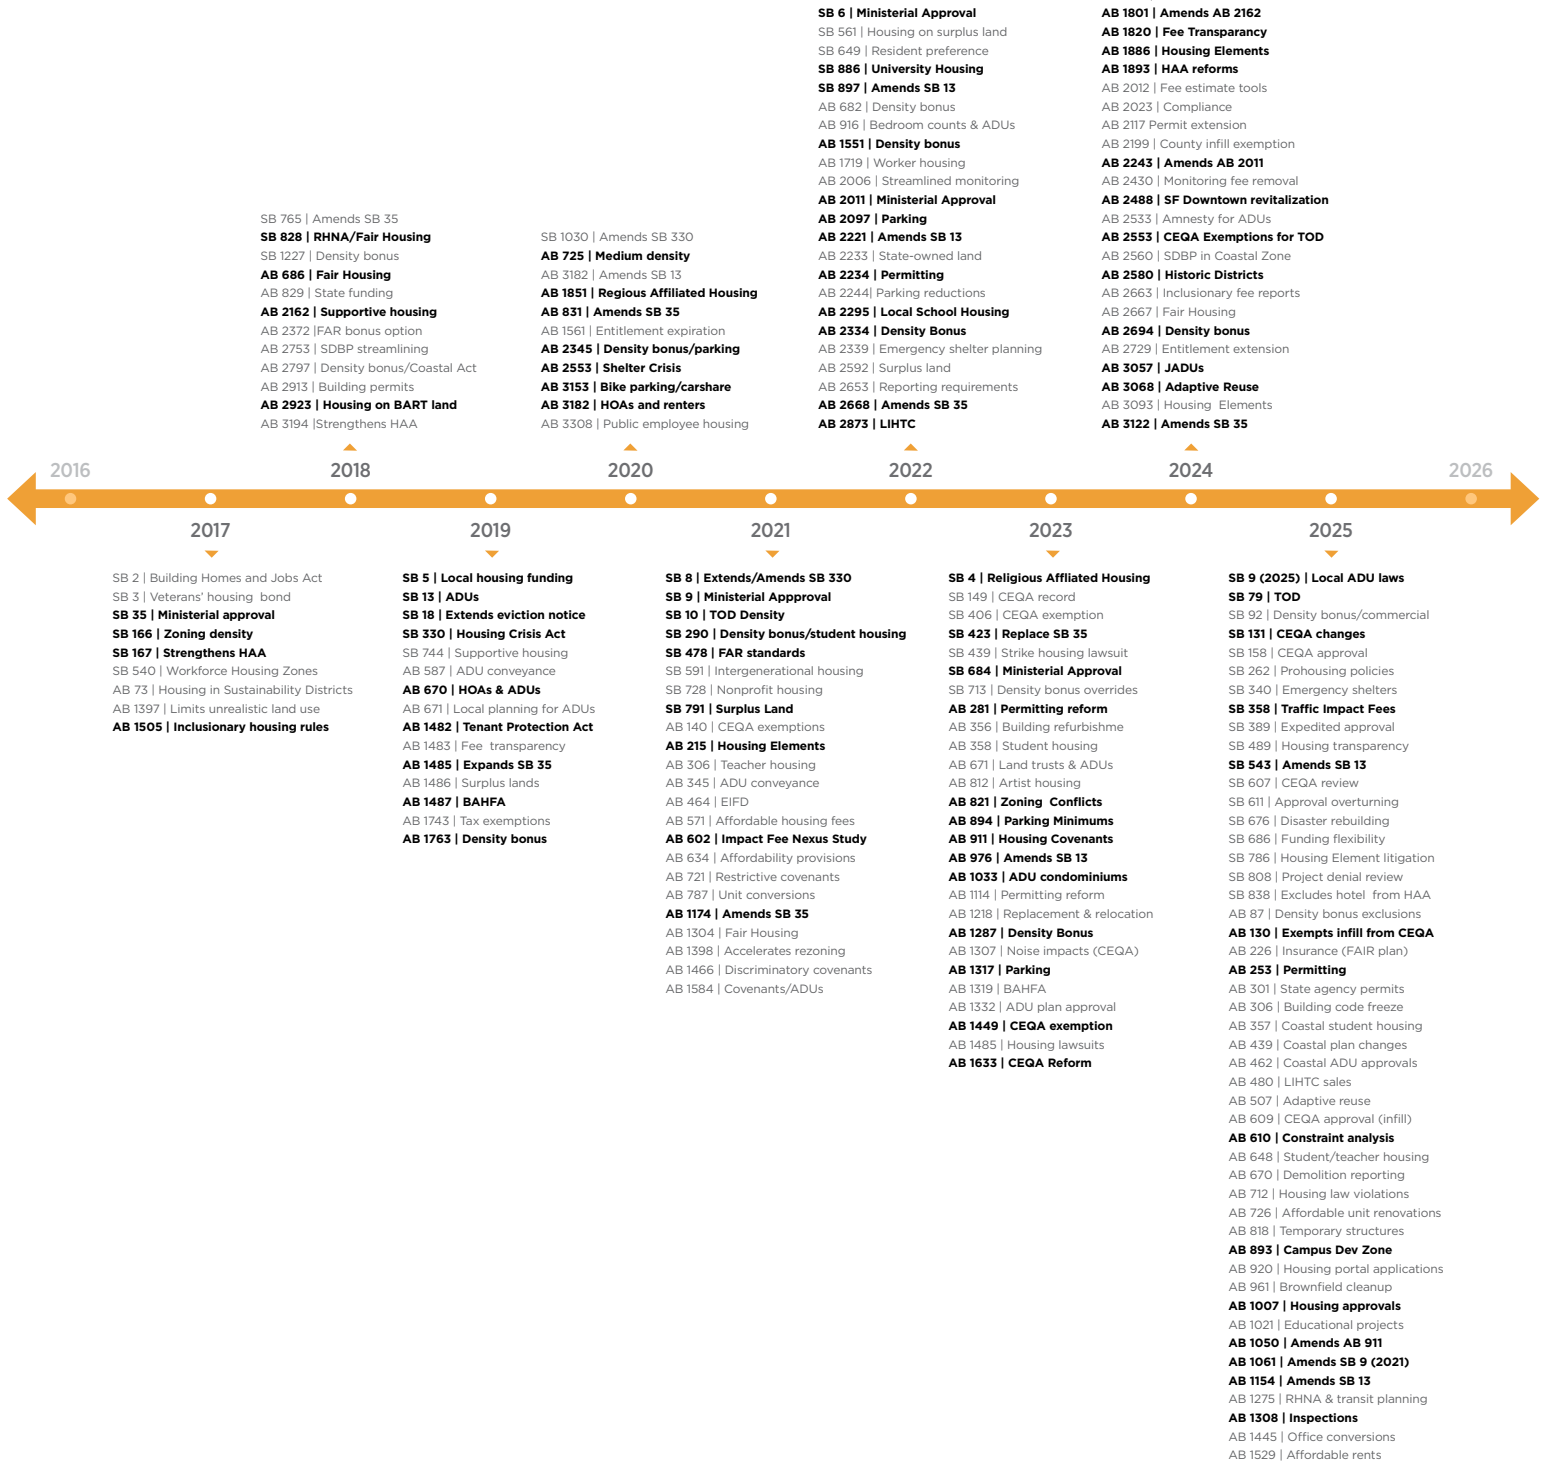 SB 765 | Amends SB 35
SB 828 | RHNA/Fair Housing
SB 1227 | Density bonus
AB 686 | Fair Housing
AB 829 | State funding
AB 2162 | Supportive housing
AB 2372 |FAR bonus option
AB 2753 | SDBP streamlining
AB 2797 | Density bonus/Coastal Act
AB 2913 | Building permits
AB 2923 | Housing on BART land
AB 3194 |Strengthens HAA
SB 1030 | Amends SB 330
AB 725 | Medium density
AB 3182 | Amends SB 13
AB 1851 | Regious Affiliated Housing
AB 831 | Amends SB 35
AB 1561 | Entitlement expiration
AB 2345 | Density bonus/parking
AB 2553 | Shelter Crisis
AB 3153 | Bike parking/carshare
AB 3182 | HOAs and renters
AB 3308 | Public employee housing
SB 6 | Ministerial Approval
SB 561 | Housing on surplus land
SB 649 | Resident preference
SB 886 | University Housing
SB 897 | Amends SB 13
AB 682 | Density bonus
AB 916 | Bedroom counts & ADUs
AB 1551 | Density bonus
AB 1719 | Worker housing
AB 2006 | Streamlined monitoring
AB 2011 | Ministerial Approval
AB 2097 | Parking
AB 2221 | Amends SB 13
AB 2233 | State-owned land
AB 2234 | Permitting
AB 2244| Parking reductions
AB 2295 | Local School Housing
AB 2334 | Density Bonus
AB 2339 | Emergency shelter planning
AB 2592 | Surplus land
AB 2653 | Reporting requirements
AB 2668 | Amends SB 35
AB 2873 | LIHTC
AB 1801 | Amends AB 2162
AB 1820 | Fee Transparancy
AB 1886 | Housing Elements
AB 1893 | HAA reforms
AB 2012 | Fee estimate tools
AB 2023 | Compliance
AB 2117 Permit extension
AB 2199 | County infill exemption
AB 2243 | Amends AB 2011
AB 2430 | Monitoring fee removal
AB 2488 | SF Downtown revitalization
AB 2533 | Amnesty for ADUs
AB 2553 | CEQA Exemptions for TOD
AB 2560 | SDBP in Coastal Zone
AB 2580 | Historic Districts
AB 2663 | Inclusionary fee reports
AB 2667 | Fair Housing
AB 2694 | Density bonus
AB 2729 | Entitlement extension
AB 3057 | JADUs
AB 3068 | Adaptive Reuse
AB 3093 | Housing Elements
AB 3122 | Amends SB 35
2016
2018
2020
2022
2024
2026
2017
2019
2021
2023
2025
SB 2 | Building Homes and Jobs Act
SB 3 | Veterans' housing bond
SB 35 | Ministerial approval
SB 166 | Zoning density
SB 167 | Strengthens HAA
SB 540 | Workforce Housing Zones
AB 73 | Housing in Sustainability Districts
AB 1397 | Limits unrealistic land use
AB 1505 | Inclusionary housing rules
SB 5 | Local housing funding
SB 13 | ADUs
SB 18 | Extends eviction notice
SB 330 | Housing Crisis Act
SB 744 | Supportive housing
AB 587 | ADU conveyance
AB 670 | HOAs & ADUs
AB 671 | Local planning for ADUs
AB 1482 | Tenant Protection Act
AB 1483 | Fee transparency
AB 1485 | Expands SB 35
AB 1486 | Surplus lands
AB 1487 | BAHFA
AB 1743 | Tax exemptions
AB 1763 | Density bonus
SB 8 | Extends/Amends SB 330
SB 9 | Ministerial Appproval
SB 10 | TOD Density
SB 290 | Density bonus/student housing
SB 478 | FAR standards
SB 591 | Intergenerational housing
SB 728 | Nonprofit housing
SB 791 | Surplus Land
AB 140 | CEQA exemptions
AB 215 | Housing Elements
AB 306 | Teacher housing
AB 345 | ADU conveyance
AB 464 | EIFD
AB 571 | Affordable housing fees
AB 602 | Impact Fee Nexus Study
AB 634 | Affordability provisions
AB 721 | Restrictive covenants
AB 787 | Unit conversions
AB 1174 | Amends SB 35
AB 1304 | Fair Housing
AB 1398 | Accelerates rezoning
AB 1466 | Discriminatory covenants
AB 1584 | Covenants/ADUs
SB 4 | Religious Affliated Housing
SB 149 | CEQA record
SB 406 | CEQA exemption
SB 423 | Replace SB 35
SB 439 | Strike housing lawsuit
SB 684 | Ministerial Approval
SB 713 | Density bonus overrides
AB 281 | Permitting reform
AB 356 | Building refurbishme
AB 358 | Student housing
AB 671 | Land trusts & ADUs
AB 812 | Artist housing
AB 821 | Zoning Conflicts
AB 894 | Parking Minimums
AB 911 | Housing Covenants
AB 976 | Amends SB 13
AB 1033 | ADU condominiums
AB 1114 | Permitting reform
AB 1218 | Replacement & relocation
AB 1287 | Density Bonus
AB 1307 | Noise impacts (CEQA)
AB 1317 | Parking
AB 1319 | BAHFA
AB 1332 | ADU plan approval
AB 1449 | CEQA exemption
AB 1485 | Housing lawsuits
AB 1633 | CEQA Reform
SB 9 (2025) | Local ADU laws
SB 79 | TOD
SB 92 | Density bonus/commercial
SB 131 | CEQA changes
SB 158 | CEQA approval
SB 262 | Prohousing policies
SB 340 | Emergency shelters
SB 358 | Traffic Impact Fees
SB 389 | Expedited approval
SB 489 | Housing transparency
SB 543 | Amends SB 13
SB 607 | CEQA review
SB 611 | Approval overturning
SB 676 | Disaster rebuilding
SB 686 | Funding flexibility
SB 786 | Housing Element litigation
SB 808 | Project denial review
SB 838 | Excludes hotel from HAA
AB 87 | Density bonus exclusions
AB 130 | Exempts infill from CEQA
AB 226 | Insurance (FAIR plan)
AB 253 | Permitting
AB 301 | State agency permits
AB 306 | Building code freeze
AB 357 | Coastal student housing
AB 439 | Coastal plan changes
AB 462 | Coastal ADU approvals
AB 480 | LIHTC sales
AB 507 | Adaptive reuse
AB 609 | CEQA approval (infill)
AB 610 | Constraint analysis
AB 648 | Student/teacher housing
AB 670 | Demolition reporting
AB 712 | Housing law violations
AB 726 | Affordable unit renovations
AB 818 | Temporary structures
AB 893 | Campus Dev Zone
AB 920 | Housing portal applications
AB 961 | Brownfield cleanup
AB 1007 | Housing approvals
AB 1021 | Educational projects
AB 1050 | Amends AB 911
AB 1061 | Amends SB 9 (2021)
AB 1154 | Amends SB 13
AB 1275 | RHNA & transit planning
AB 1308 | Inspections
AB 1445 | Office conversions
AB 1529 | Affordable rents